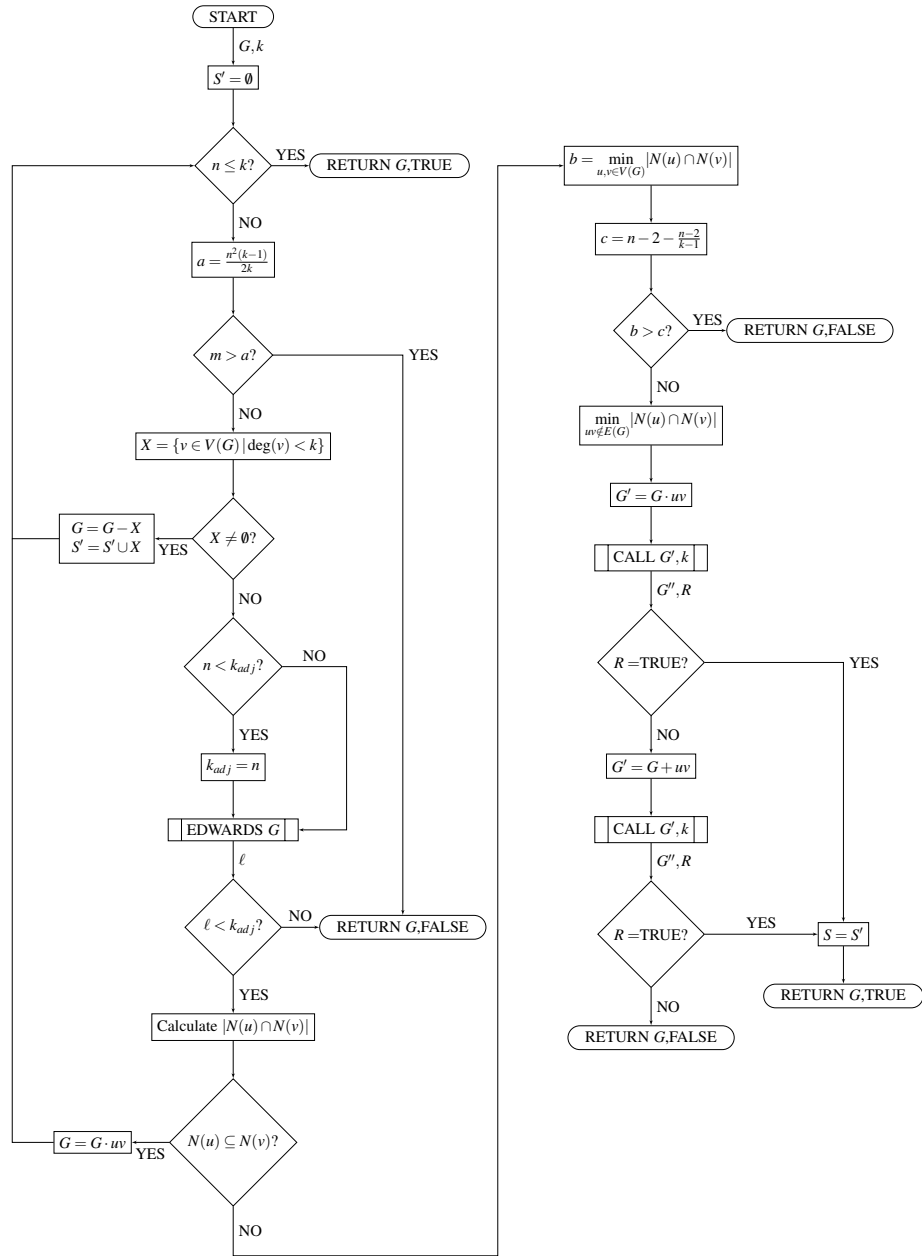 START
G,k
S′ = ∅
n ≤ k?
YES
RETURN G,TRUE
NO
a = n²(k−1)/2k
m > a?
YES
NO
X = {v ∈ V(G) | deg(v) < k}
X ≠ ∅?
YES
G = G − X
S′ = S′ ∪ X
NO
n < k_adj?
NO
YES
k_adj = n
EDWARDS G
ℓ
ℓ < k_adj?
NO
RETURN G,FALSE
YES
Calculate |N(u) ∩ N(v)|
N(u) ⊆ N(v)?
YES
G = G · uv
NO
b = min_{u,v∈V(G)} |N(u) ∩ N(v)|
c = n − 2 − (n−2)/(k−1)
b > c?
YES
RETURN G,FALSE
NO
min_{uv∉E(G)} |N(u) ∩ N(v)|
G′ = G · uv
CALL G′,k
G′′,R
R =TRUE?
YES
NO
G′ = G + uv
CALL G′,k
G′′,R
R =TRUE?
YES
S = S′
RETURN G,TRUE
NO
RETURN G,FALSE